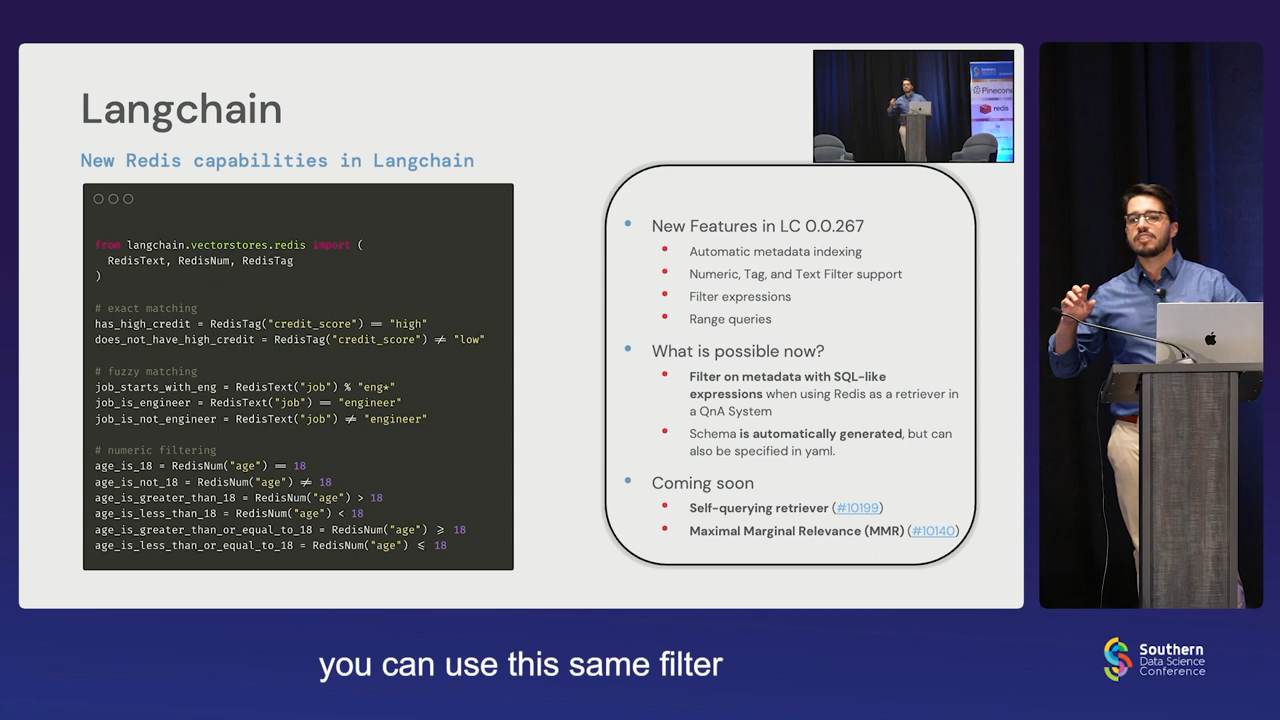 Langchain
New Redis capabilities in Langchain
from langchain.vectorstores.redis import (
RedisText, RedisNum, RedisTag
)
# exact matching
has_high_credit = RedisTag("credit_score") == "high"
does_not_have_high_credit = RedisTag("credit_score") ≠ "low"
# fuzzy matching
job_starts_with_eng = RedisText("job") % "eng*"
job_is_engineer = RedisText("job") == "engineer"
job_is_not_engineer = RedisText("job") ≠ "engineer"
# numeric filtering
age_is_18 = RedisNum("age") == 18
age_is_not_18 = RedisNum("age") ≠ 18
age_is_greater_than_18 = RedisNum("age") > 18
age_is_less_than_18 = RedisNum("age") < 18
age_is_greater_than_or_equal_to_18 = RedisNum("age") ≥ 18
age_is_less_than_or_equal_to_18 = RedisNum("age") ≤ 18
New Features in LC 0.0.267
Automatic metadata indexing
Numeric, Tag, and Text Filter support
Filter expressions
Range queries
What is possible now?
Filter on metadata with SQL-like
expressions when using Redis as a retriever in
a QnA System
Schema is automatically generated, but can
also be specified in yaml.
Coming soon
Self-querying retriever (#10199)
Maximal Marginal Relevance (MMR) (#10140)
Pinecone
redis
you can use this same filter
Southern
Data Science
Conference